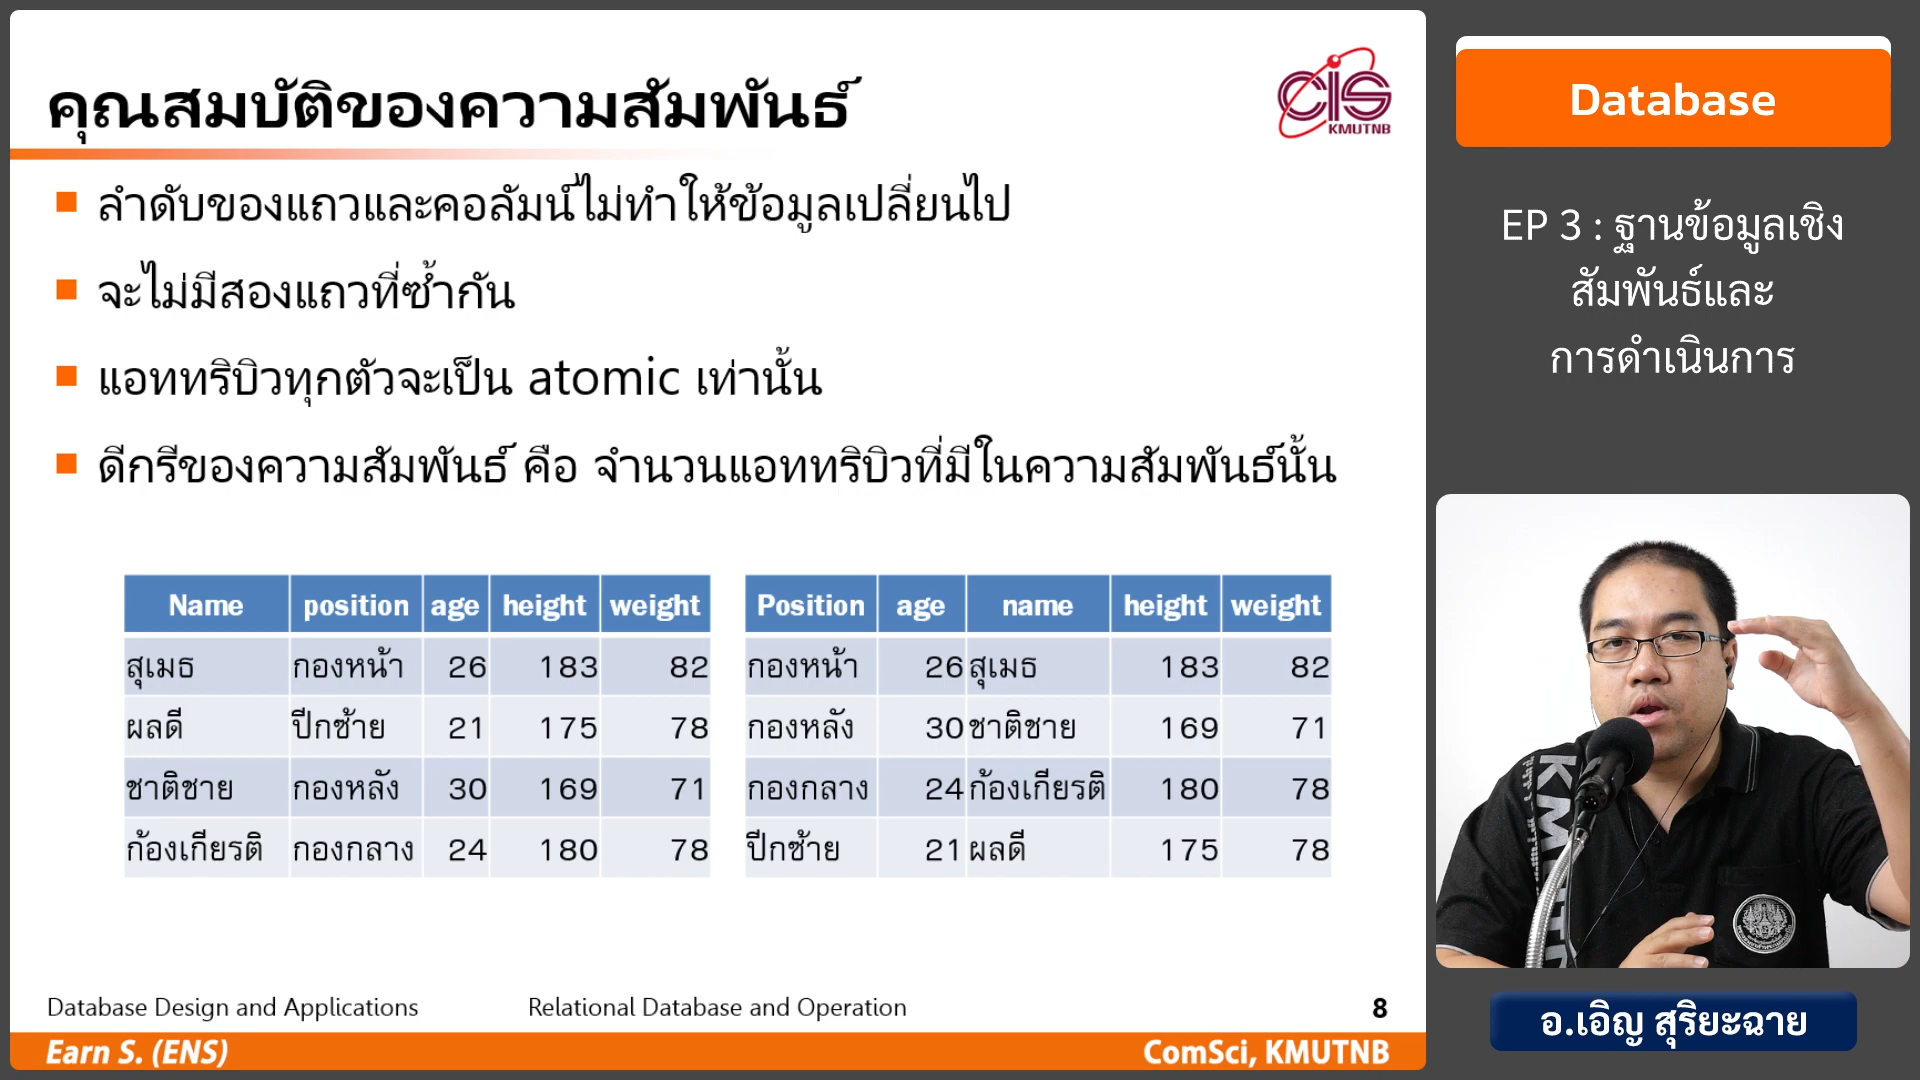 คุณสมบัติของความสัมพันธ์
CIS
KMUTNB
ลำดับของแถวและคอลัมน์ไม่ทำให้ข้อมูลเปลี่ยนไป
จะไม่มีสองแถวที่ซ้ำกัน
แอททริบิวทุกตัวจะเป็น atomic เท่านั้น
ดีกรีของความสัมพันธ์ คือ จำนวนแอททริบิวที่มีในความสัมพันธ์นั้น
Name position age height weight
สุเมธ กองหน้า 26 183 82
ผลดี ปีกซ้าย 21 175 78
ชาติชาย กองหลัง 30 169 71
ก้องเกียรติ กองกลาง 24 180 78
Position age name height weight
กองหน้า 26 สุเมธ 183 82
กองหลัง 30 ชาติชาย 169 71
กองกลาง 24 ก้องเกียรติ 180 78
ปีกซ้าย 21 ผลดี 175 78
Database Design and Applications Relational Database and Operation 8
Earn S. (ENS) ComSci, KMUTNB
Database
EP 3 : ฐานข้อมูลเชิง
สัมพันธ์และ
การดำเนินการ
KMUTNB
อ.เอิญ สุริยะฉาย